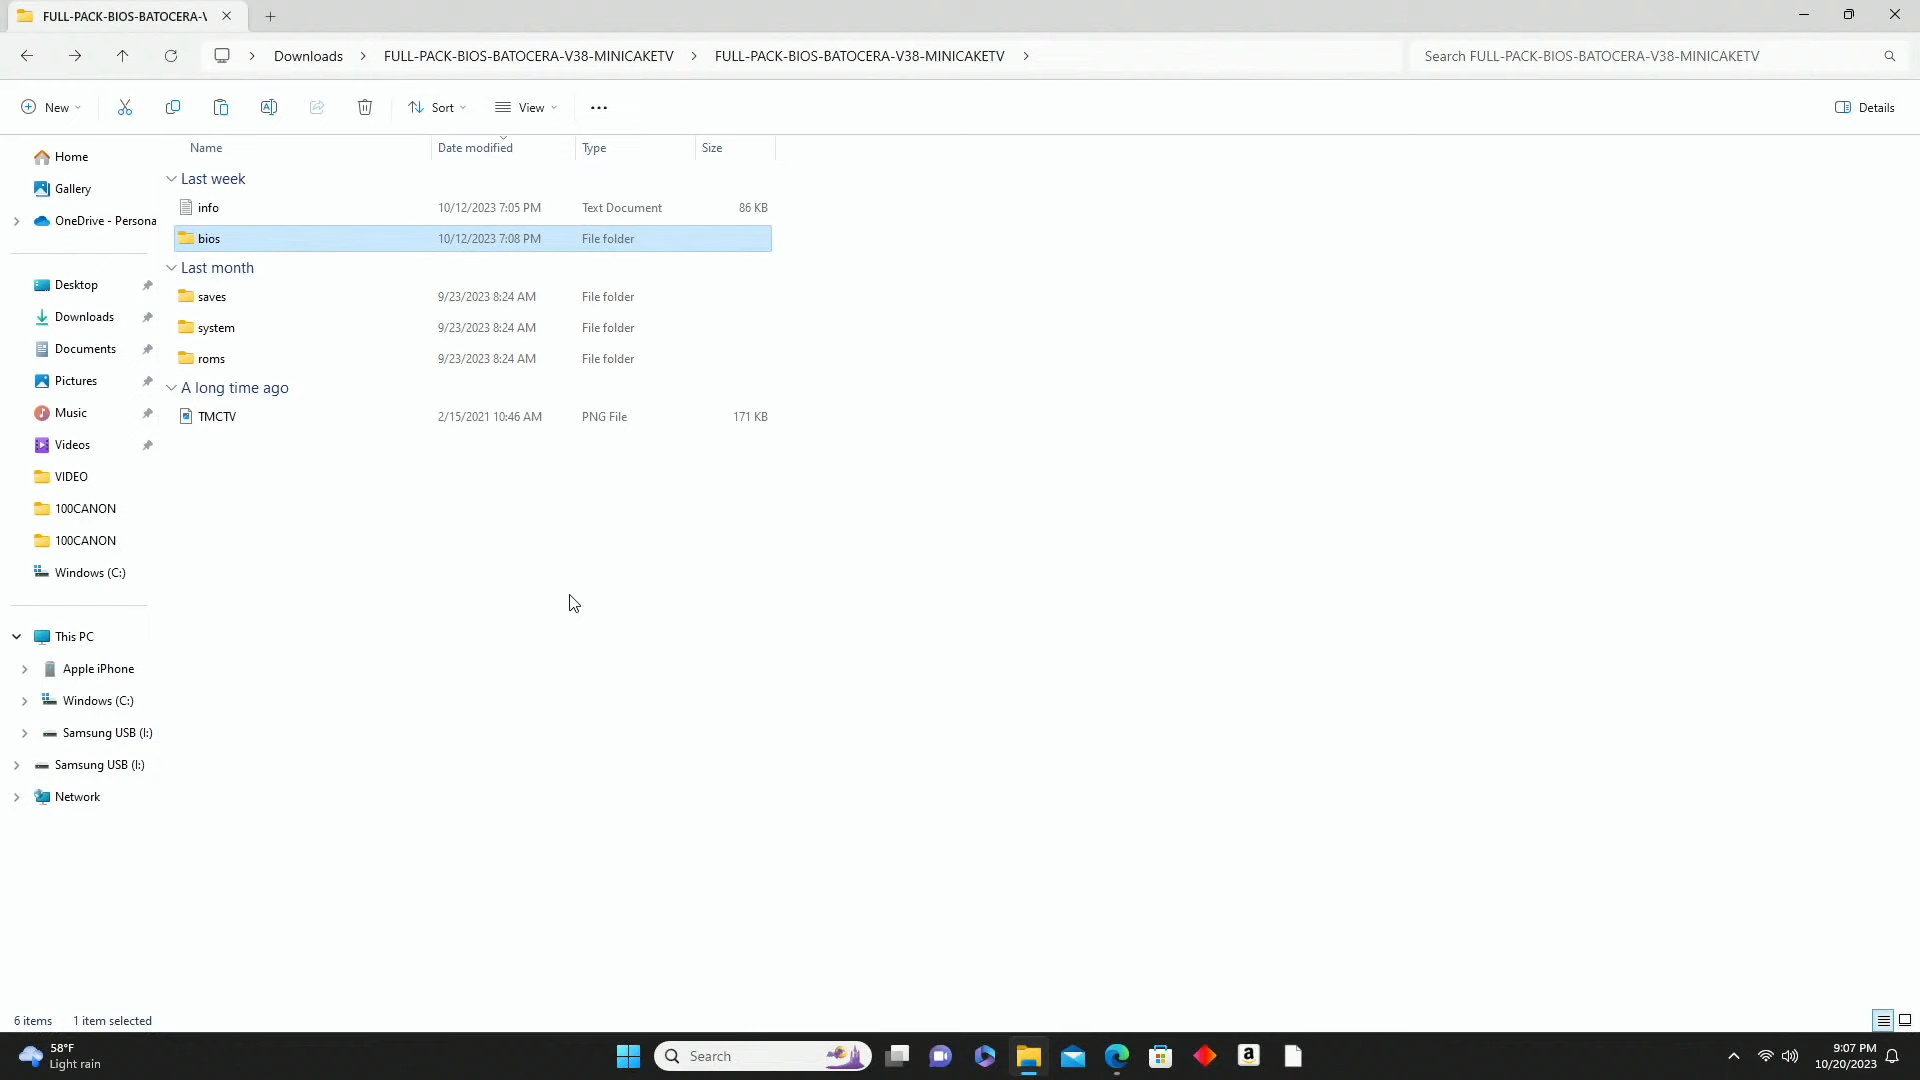 FULL-PACK-BIOS-BATOCERA-V
Downloads > FULL-PACK-BIOS-BATOCERA-V38-MINICAKETV > FULL-PACK-BIOS-BATOCERA-V38-MINICAKETV >
Search FULL-PACK-BIOS-BATOCERA-V38-MINICAKETV
New
Sort
View
Details
Name Date modified Type Size
Last week
info 10/12/2023 7:05 PM Text Document 86 KB
bios 10/12/2023 7:08 PM File folder
Last month
saves 9/23/2023 8:24 AM File folder
system 9/23/2023 8:24 AM File folder
roms 9/23/2023 8:24 AM File folder
A long time ago
TMCTV 2/15/2021 10:46 AM PNG File 171 KB
Home
Gallery
OneDrive - Persona
Desktop
Downloads
Documents
Pictures
Music
Videos
VIDEO
100CANON
100CANON
Windows (C:)
This PC
Apple iPhone
Windows (C:)
Samsung USB (I:)
Samsung USB (I:)
Network
6 items 1 item selected
58°F
Light rain
Search
a
9:07 PM
10/20/2023